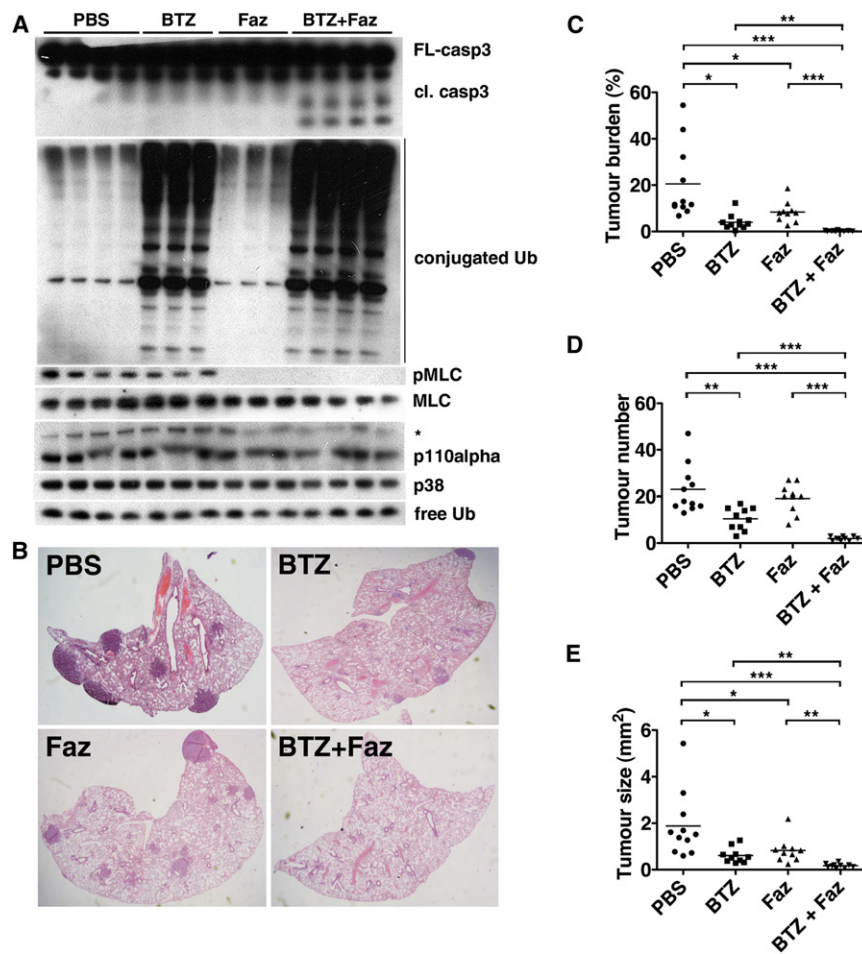 A
PBS BTZ Faz BTZ+Faz
FL-casp3
cl. casp3
conjugated Ub
pMLC
MLC
*
p110alpha
p38
free Ub
B
PBS
BTZ
Faz
BTZ+Faz
C
**
***
*
* ***
Tumour burden (%)
60
40
20
0
PBS
BTZ
Faz
BTZ + Faz
D
***
***
** ***
Tumour number
60
40
20
0
PBS
BTZ
Faz
BTZ + Faz
E
**
***
*
* **
Tumour size (mm²)
6
4
2
0
PBS
BTZ
Faz
BTZ + Faz